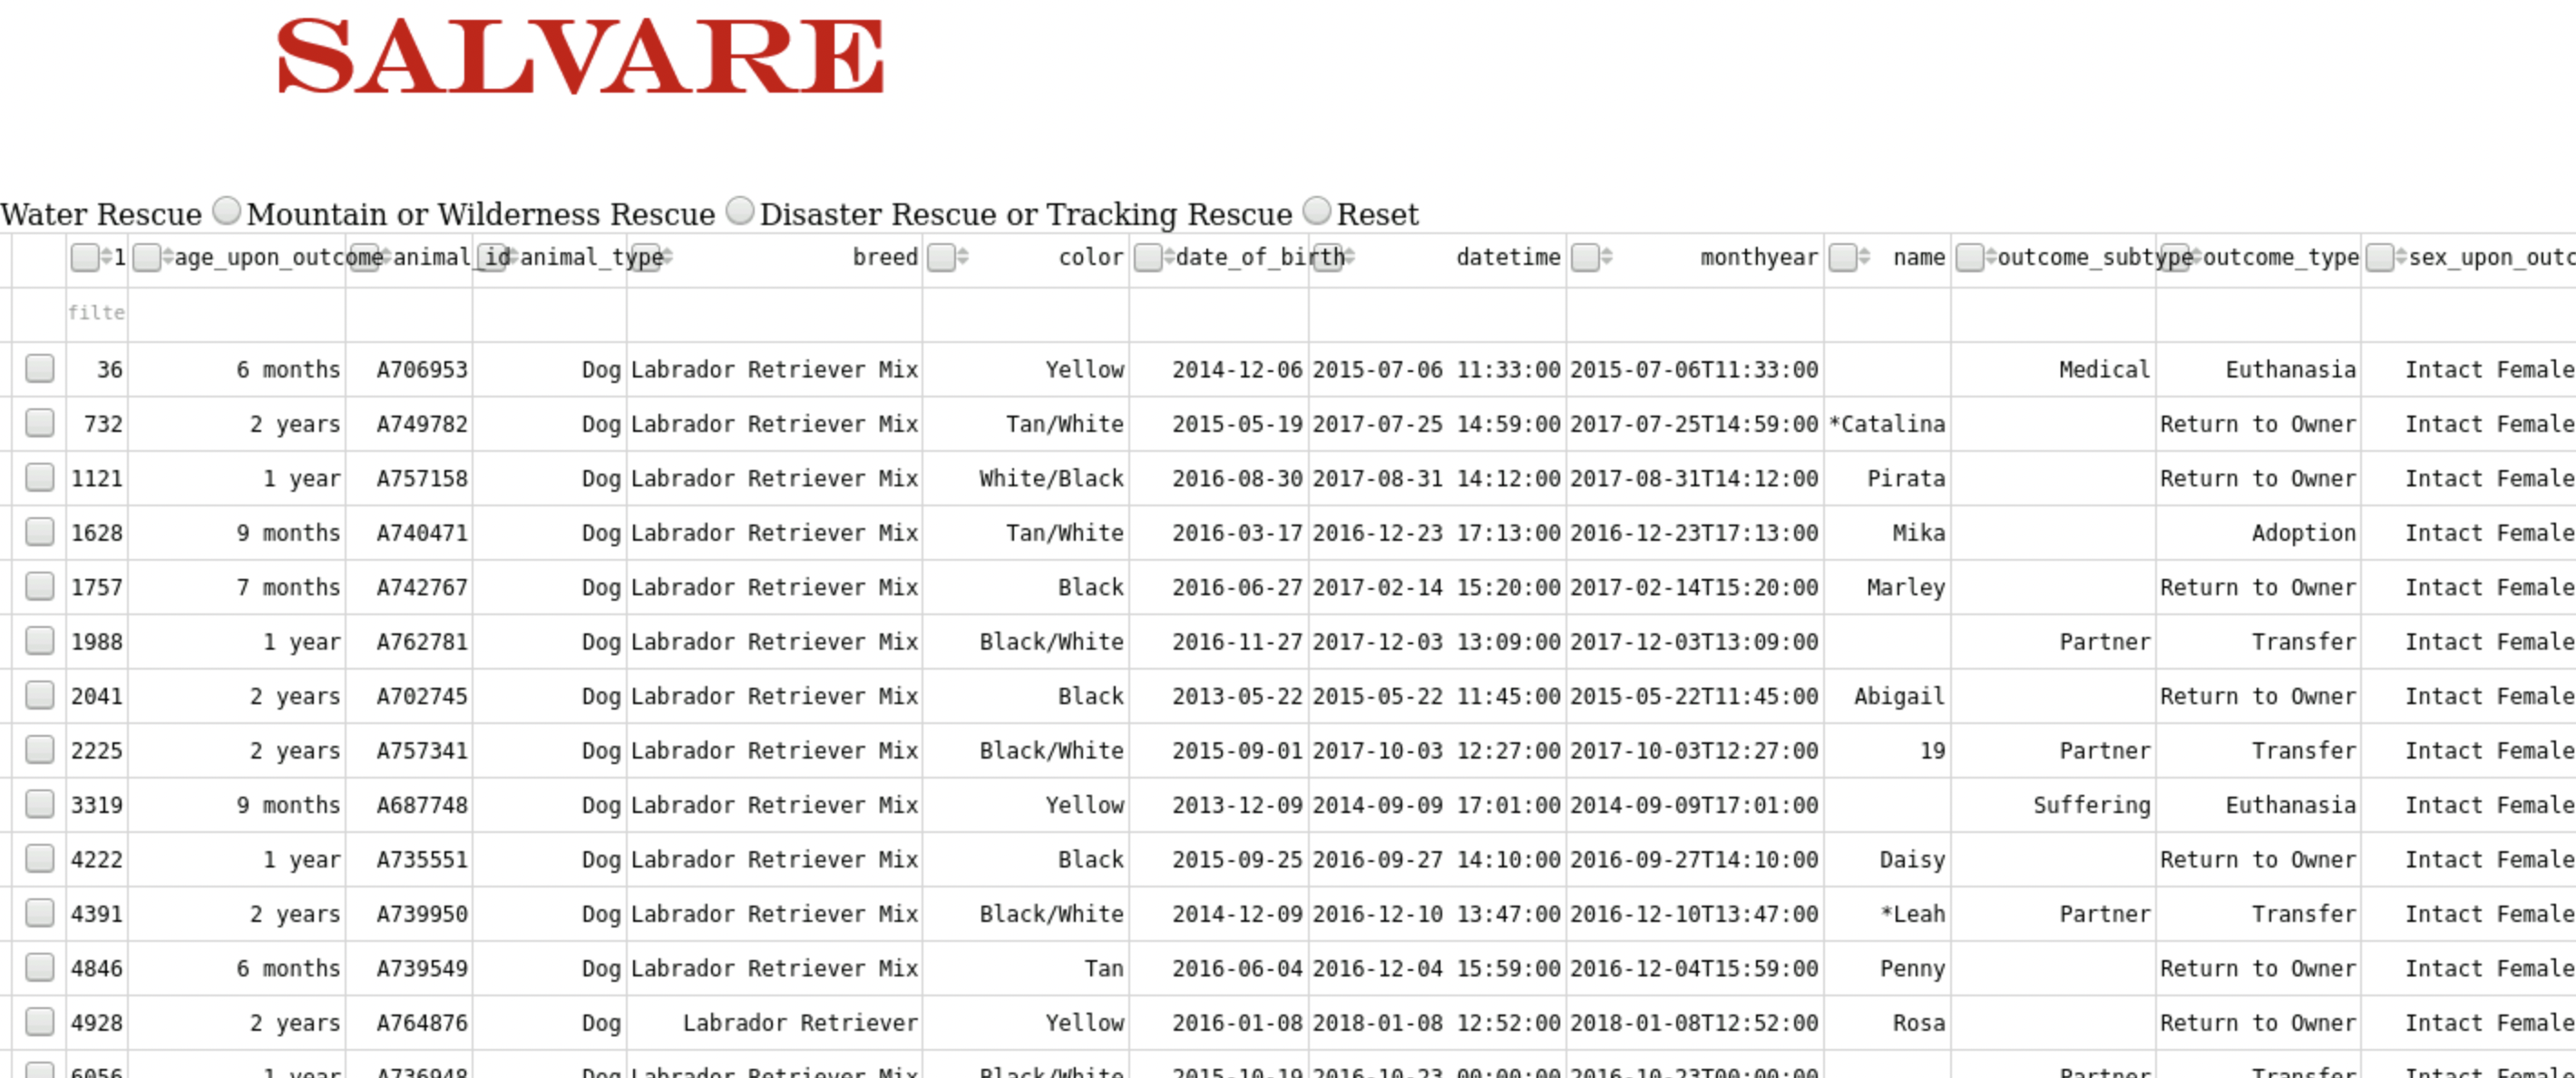 SALVARE
Water Rescue Mountain or Wilderness Rescue Disaster Rescue or Tracking Rescue Reset
1 age_upon_outcome animal_id animal_type breed color date_of_birth datetime monthyear name outcome_subtype outcome_type sex_upon_outc
filte
36 6 months A706953 Dog Labrador Retriever Mix Yellow 2014-12-06 2015-07-06 11:33:00 2015-07-06T11:33:00 Medical Euthanasia Intact Female
732 2 years A749782 Dog Labrador Retriever Mix Tan/White 2015-05-19 2017-07-25 14:59:00 2017-07-25T14:59:00 *Catalina Return to Owner Intact Female
1121 1 year A757158 Dog Labrador Retriever Mix White/Black 2016-08-30 2017-08-31 14:12:00 2017-08-31T14:12:00 Pirata Return to Owner Intact Female
1628 9 months A740471 Dog Labrador Retriever Mix Tan/White 2016-03-17 2016-12-23 17:13:00 2016-12-23T17:13:00 Mika Adoption Intact Female
1757 7 months A742767 Dog Labrador Retriever Mix Black 2016-06-27 2017-02-14 15:20:00 2017-02-14T15:20:00 Marley Return to Owner Intact Female
1988 1 year A762781 Dog Labrador Retriever Mix Black/White 2016-11-27 2017-12-03 13:09:00 2017-12-03T13:09:00 Partner Transfer Intact Female
2041 2 years A702745 Dog Labrador Retriever Mix Black 2013-05-22 2015-05-22 11:45:00 2015-05-22T11:45:00 Abigail Return to Owner Intact Female
2225 2 years A757341 Dog Labrador Retriever Mix Black/White 2015-09-01 2017-10-03 12:27:00 2017-10-03T12:27:00 19 Partner Transfer Intact Female
3319 9 months A687748 Dog Labrador Retriever Mix Yellow 2013-12-09 2014-09-09 17:01:00 2014-09-09T17:01:00 Suffering Euthanasia Intact Female
4222 1 year A735551 Dog Labrador Retriever Mix Black 2015-09-25 2016-09-27 14:10:00 2016-09-27T14:10:00 Daisy Return to Owner Intact Female
4391 2 years A739950 Dog Labrador Retriever Mix Black/White 2014-12-09 2016-12-10 13:47:00 2016-12-10T13:47:00 *Leah Partner Transfer Intact Female
4846 6 months A739549 Dog Labrador Retriever Mix Tan 2016-06-04 2016-12-04 15:59:00 2016-12-04T15:59:00 Penny Return to Owner Intact Female
4928 2 years A764876 Dog Labrador Retriever Yellow 2016-01-08 2018-01-08 12:52:00 2018-01-08T12:52:00 Rosa Return to Owner Intact Female
6056 1 year A736948 Dog Labrador Retriever Mix Black/White 2015-10-19 2016-10-23 00:00:00 2016-10-23T00:00:00 Partner Transfer Intact Female